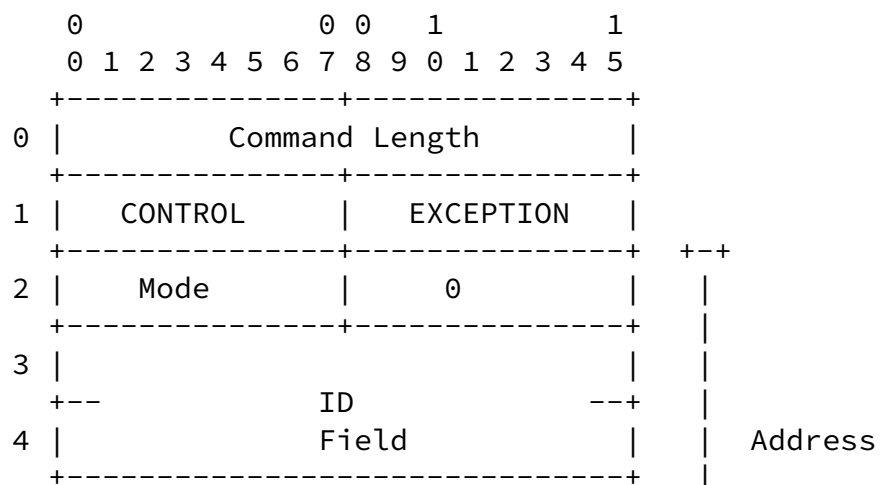 0 0 0 1 1
0 1 2 3 4 5 6 7 8 9 0 1 2 3 4 5
+---------------+---------------+
0 | Command Length |
+---------------+---------------+
1 | CONTROL | EXCEPTION |
+---------------+---------------+ +-+
2 | Mode | 0 | |
+---------------+---------------+ |
3 | | |
+-- ID --+ |
4 | Field | | Address
+-------------------------------+ |